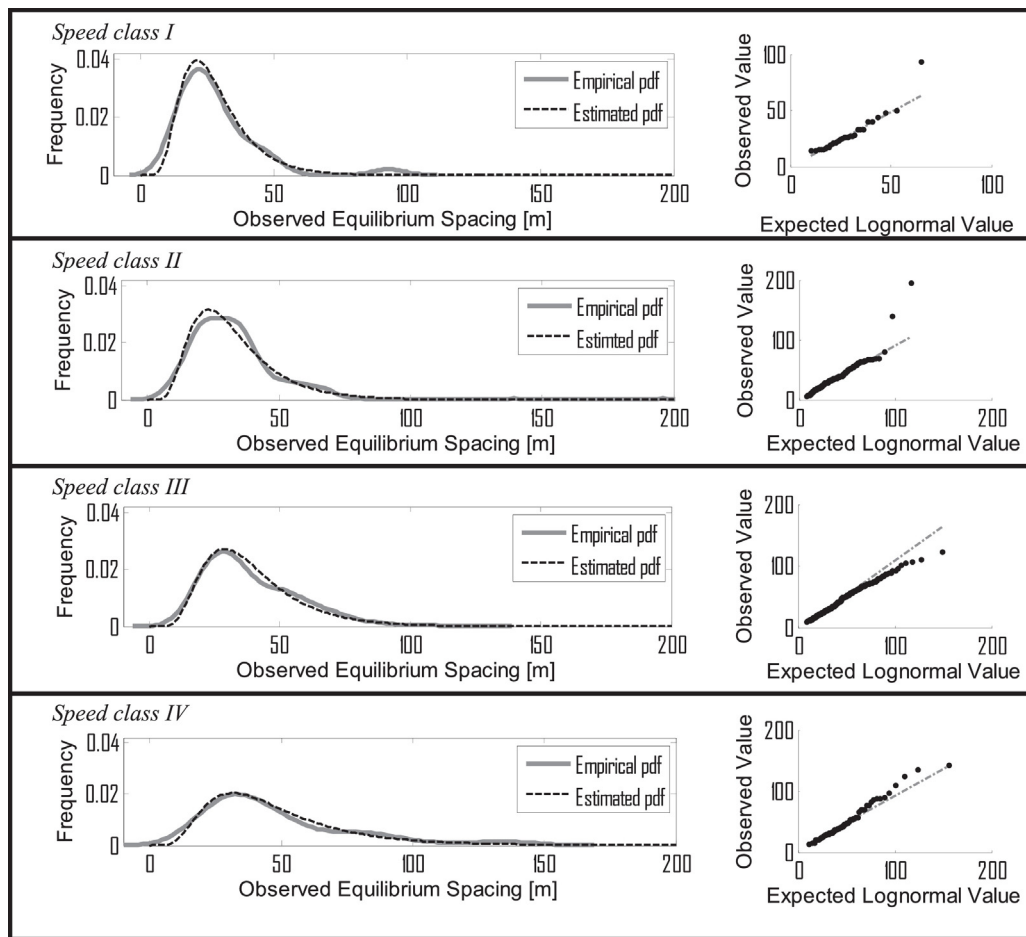 Speed class I
Frequency
0.04
0.02
0
Empirical pdf
Estimated pdf
0
50
100
150
200
Observed Equilibrium Spacing [m]
Observed Value
100
50
0
0
50
100
Expected Lognormal Value
Speed class II
Frequency
0.04
0.02
0
Empirical pdf
Estimted pdf
0
50
100
150
200
Observed Equilibrium Spacing [m]
Observed Value
200
100
0
0
100
200
Expected Lognormal Value
Speed class III
Frequency
0.04
0.02
0
Empirical pdf
Estimated pdf
0
50
100
150
200
Observed Equilibrium Spacing [m]
Observed Value
200
100
0
0
100
200
Expected Lognormal Value
Speed class IV
Frequency
0.04
0.02
0
Empirical pdf
Estimated pdf
0
50
100
150
200
Observed Equilibrium Spacing [m]
Observed Value
200
100
0
0
100
200
Expected Lognormal Value